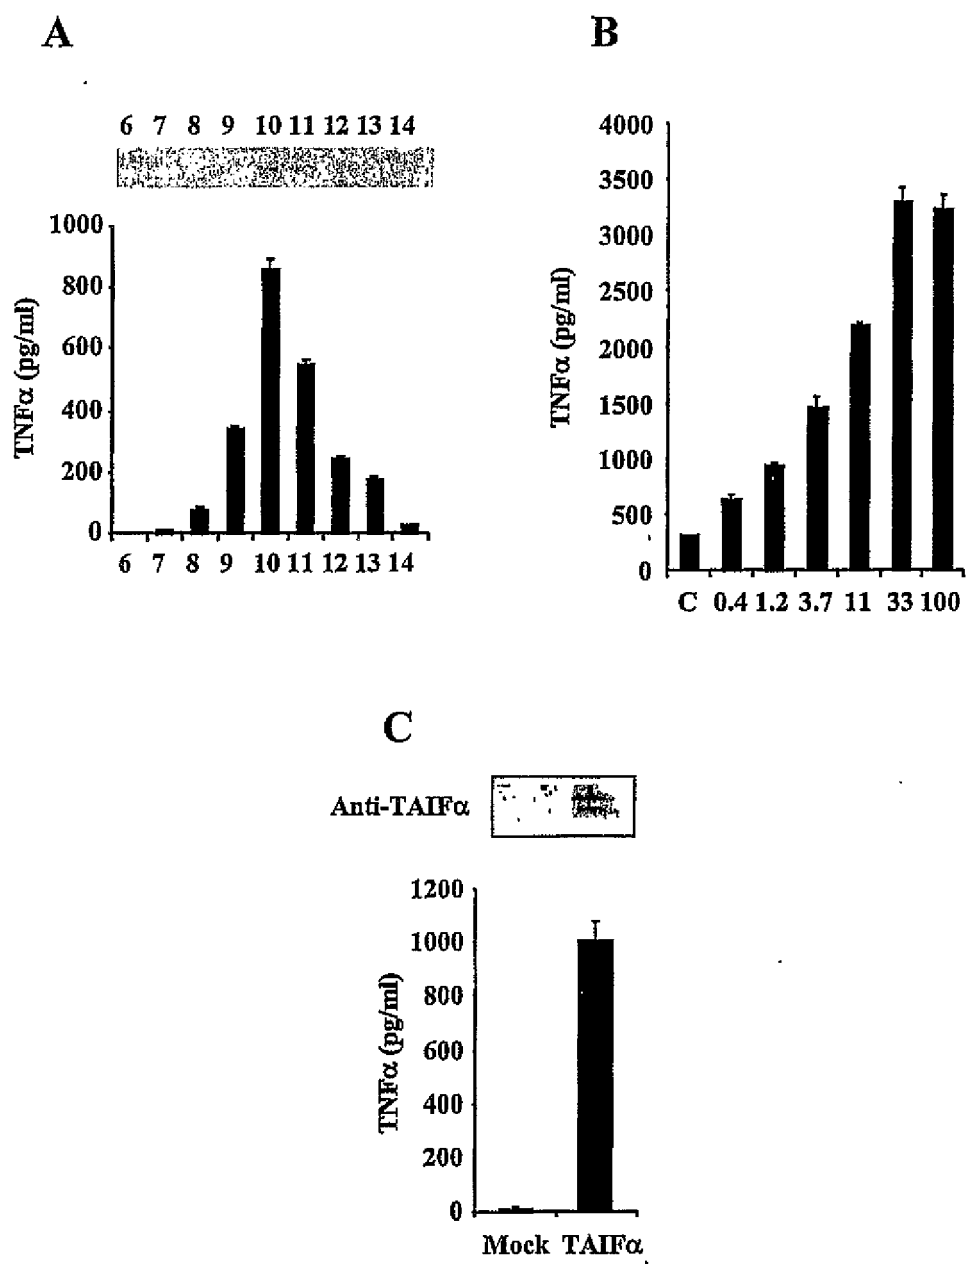 A
6 7 8 9 10 11 12 13 14
1000
800
600
400
200
0
TNFα (pg/ml)
6 7 8 9 10 11 12 13 14
B
4000
3500
3000
2500
2000
1500
1000
500
0
TNFα (pg/ml)
C 0.4 1.2 3.7 11 33 100
C
Anti-TAIFα
1200
1000
800
600
400
200
0
TNFα (pg/ml)
Mock TAIFα